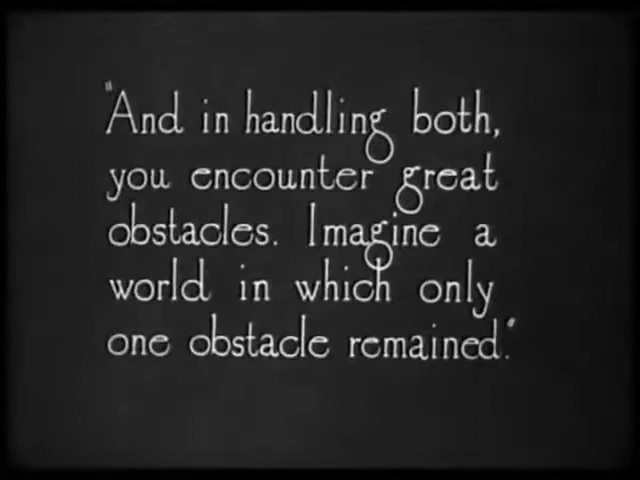 "And in handling both,
you encounter great
obstacles. Imagine a
world in which only
one obstacle remained."